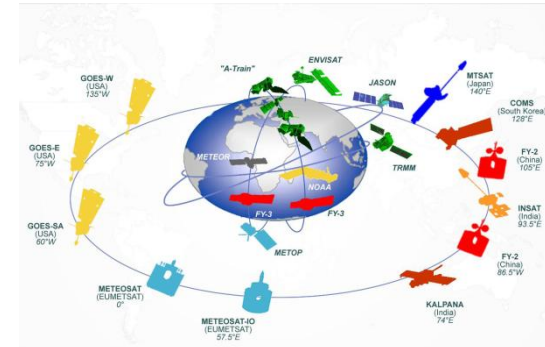 ENVISAT
"A-Train"
GOES-W
(USA)
135°W
JASON
MTSAT
(Japan)
140°E
COMS
(South Korea)
128°E
GOES-E
(USA)
75°W
FY-2
(China)
105°E
METEOR
TRMM
NOAA
INSAT
(India)
93.5°E
GOES-SA
(USA)
60°W
FY-3
FY-3
FY-2
(China)
86.5°W
METOP
METEOSAT
(EUMETSAT)
0°
KALPANA
(India)
74°E
METEOSAT-IO
(EUMETSAT)
57.5°E